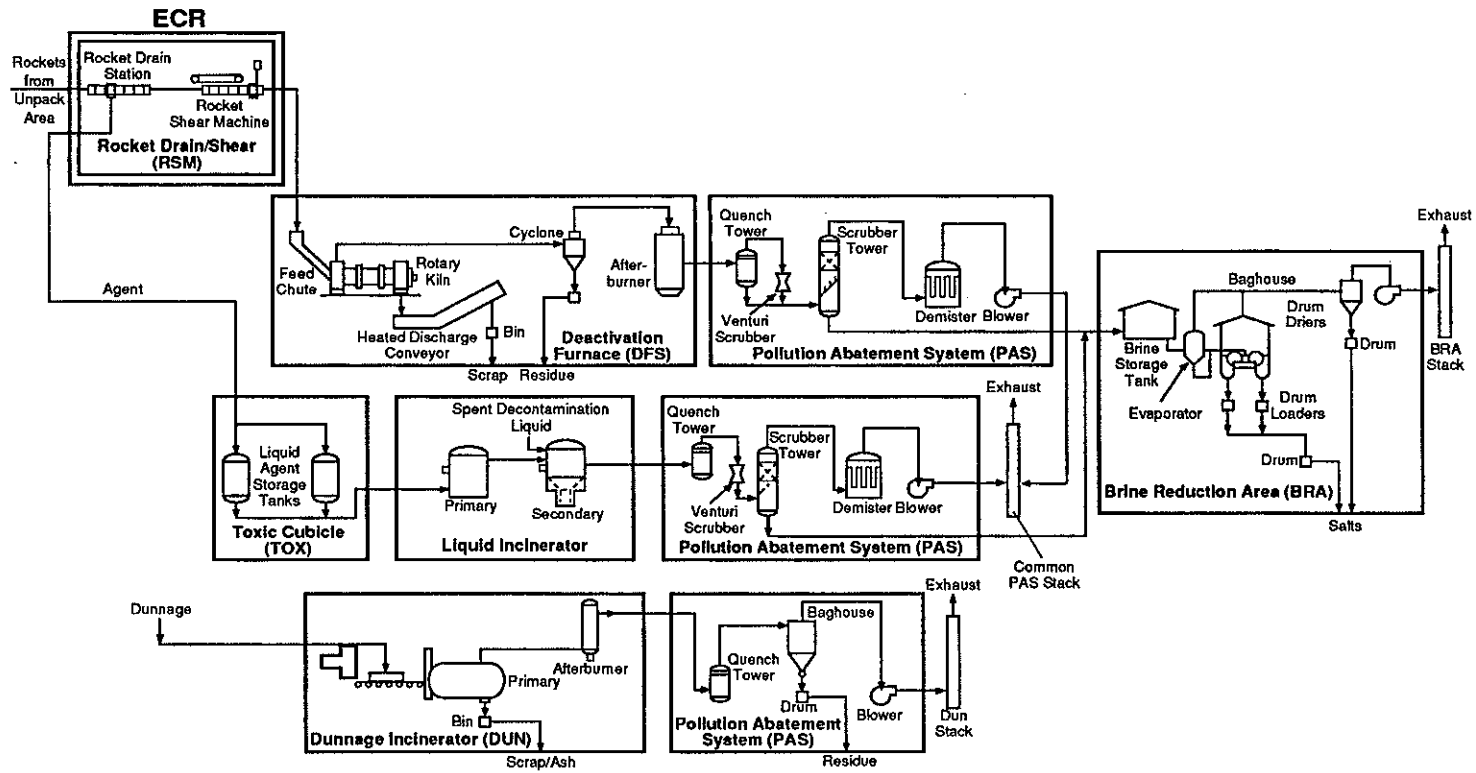 ECR
Rockets
from
Unpack
Area
Rocket Drain
Station
Rocket
Shear Machine
Rocket Drain/Shear
(RSM)
Agent
Feed
Chute
Rotary
Kiln
Cyclone
After-
burner
Heated Discharge
Conveyor
Bin
Deactivation
Furnace (DFS)
Scrap Residue
Quench
Tower
Venturi
Scrubber
Scrubber
Tower
Demister
Blower
Pollution Abatement System (PAS)
Exhaust
BRA
Stack
Baghouse
Drum
Driers
Drum
Brine
Storage
Tank
Evaporator
Drum
Loaders
Drum
Brine Reduction Area (BRA)
Salts
Liquid
Agent
Storage
Tanks
Toxic Cubicle
(TOX)
Spent Decontamination
Liquid
Primary
Secondary
Liquid Incinerator
Quench
Tower
Venturi
Scrubber
Scrubber
Tower
Demister
Blower
Pollution Abatement System (PAS)
Exhaust
Common
PAS Stack
Dunnage
Primary
Afterburner
Bin
Dunnage Incinerator (DUN)
Scrap/Ash
Quench
Tower
Baghouse
Drum
Blower
Pollution Abatement
System (PAS)
Residue
Exhaust
Dun
Stack